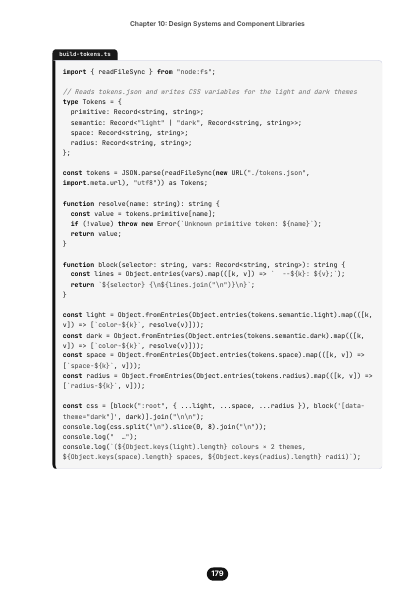 Chapter 10: Design Systems and Component Libraries
build-tokens.ts
import { readFileSync } from "node:fs";
// Reads tokens.json and writes CSS variables for the light and dark themes
type Tokens = {
  primitive: Record<string, string>;
  semantic: Record<"light" | "dark", Record<string, string>>;
  space: Record<string, string>;
  radius: Record<string, string>;
};
const tokens = JSON.parse(readFileSync(new URL("./tokens.json",
import.meta.url), "utf8")) as Tokens;
function resolve(name: string): string {
  const value = tokens.primitive[name];
  if (!value) throw new Error(`Unknown primitive token: ${name}`);
  return value;
}
function block(selector: string, vars: Record<string, string>): string {
  const lines = Object.entries(vars).map(([k, v]) => `  --${k}: ${v};`);
  return `${selector} {\n${lines.join("\n")}\n}`;
}
const light = Object.fromEntries(Object.entries(tokens.semantic.light).map(([k,
v]) => [`color-${k}`, resolve(v)]));
const dark = Object.fromEntries(Object.entries(tokens.semantic.dark).map(([k,
v]) => [`color-${k}`, resolve(v)]));
const space = Object.fromEntries(Object.entries(tokens.space).map(([k, v]) =>
[`space-${k}`, v]));
const radius = Object.fromEntries(Object.entries(tokens.radius).map(([k, v]) =>
[`radius-${k}`, v]));
const css = [block(":root", { ...light, ...space, ...radius }), block('[data-
theme="dark"]', dark)].join("\n\n");
console.log(css.split("\n").slice(0, 8).join("\n"));
console.log("  …");
console.log(`(${Object.keys(light).length} colours × 2 themes,
${Object.keys(space).length} spaces, ${Object.keys(radius).length} radii)`);
179